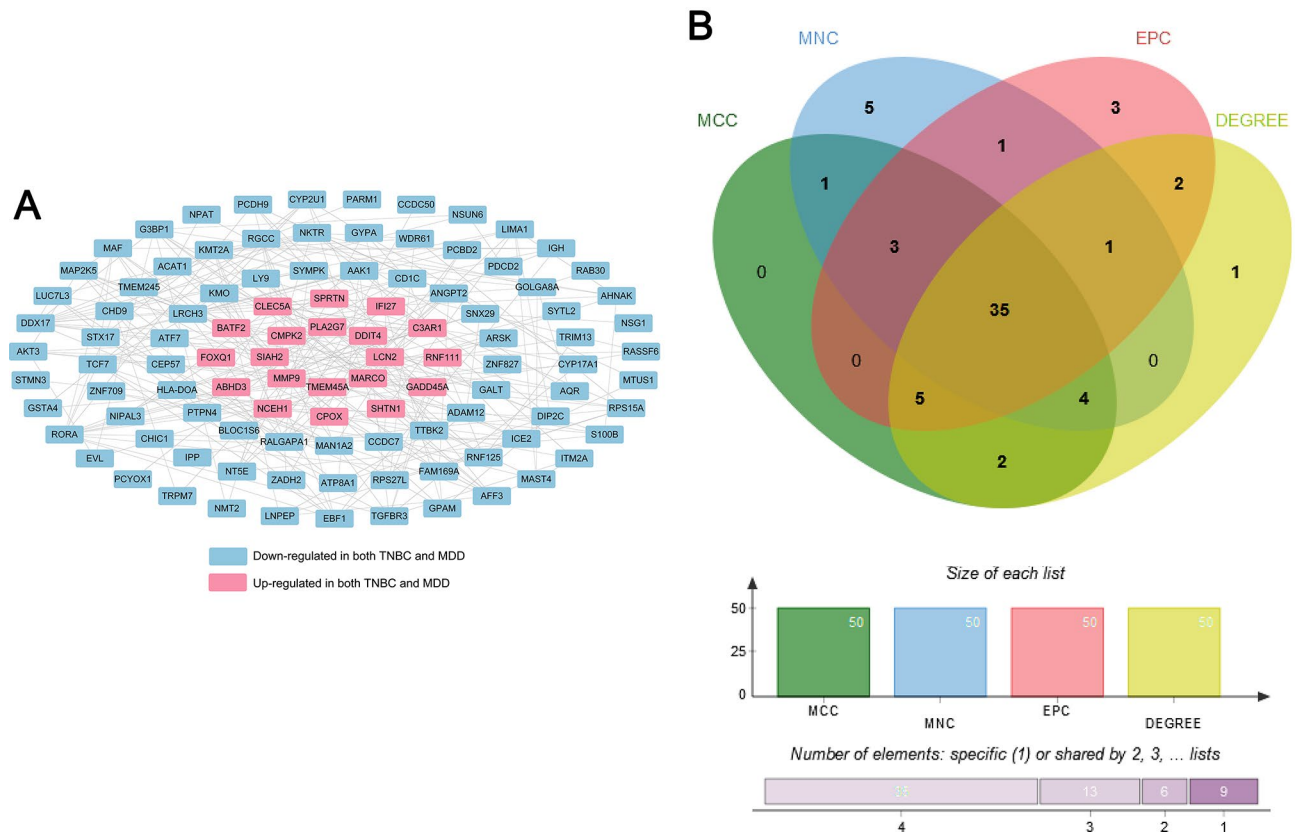 A
PCDH9 CYP2U1 PARM1 CCDC50
NPAT NSUN6
G3BP1 RGCC NKTR GYPA WDR61 LIMA1
MAF KMT2A PCBD2 IGH
MAP2K5 ACAT1 LY9 SYMPK AAK1 CD1C PDCD2 RAB30
LUC7L3 TMEM245 KMO ANGPT2 GOLGA8A AHNAK
CLEC5A SPRTN IFI27
DDX17 CHD9 LRCH3 SNX29 SYTL2 NSG1
BATF2 CMPK2 PLA2G7 DDIT4 C3AR1
AKT3 STX17 ATF7 ARSK TRIM13 RASSF6
FOXQ1 SIAH2 LCN2 RNF111
STMN3 TCF7 CEP57 ZNF827 CYP17A1 MTUS1
MMP9 TMEM45A MARCO
ZNF709 HLA-DOA ABHD3 GADD45A GALT AQR
GSTA4 NIPAL3 PTPN4 NCEH1 CPOX SHTN1 ADAM12 DIP2C RPS15A
RORA CHIC1 BLOC1S6 RALGAPA1 MAN1A2 CCDC7 TTBK2 ICE2 S100B
EVL IPP RNF125 ITM2A
PCYOX1 NT5E ZADH2 ATP8A1 RPS27L FAM169A MAST4
TRPM7 AFF3
NMT2 LNPEP EBF1 TGFBR3 GPAM
Down-regulated in both TNBC and MDD
Up-regulated in both TNBC and MDD
B
MNC EPC
MCC DEGREE
5 3
1
1 2
3 1
0 1
35
0 0
5 4
2
Size of each list
50
25
0
50 50 50 50
MCC MNC EPC DEGREE
Number of elements: specific (1) or shared by 2, 3, ... lists
35 13 6 9
4 3 2 1